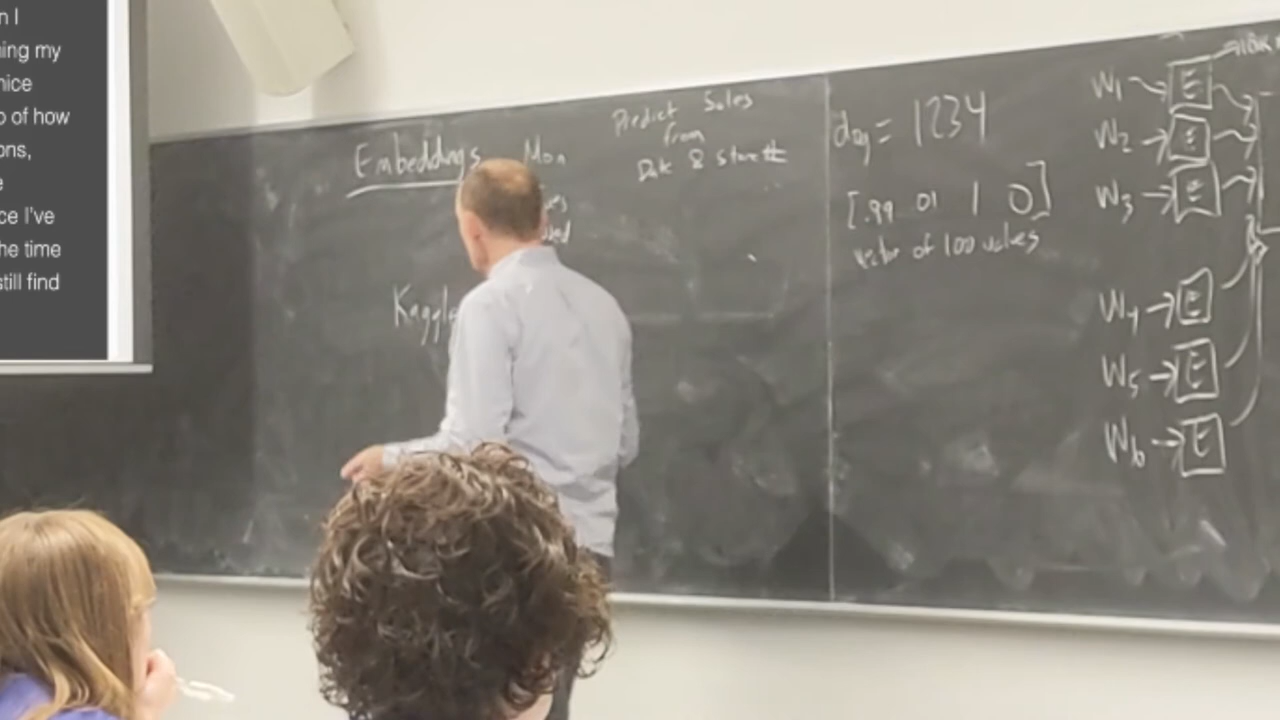 n I
ning my
nice
o of how
ons,
e
ce I've
he time
still find
Embeddings Mon
Kaggle
Predict Sales
from
Date & Store #
day = 1234
[.99 01 1 0]
vector of 100 values
W1 → E
W2 → E
W3 → E
W4 → E
W5 → E
W6 → E